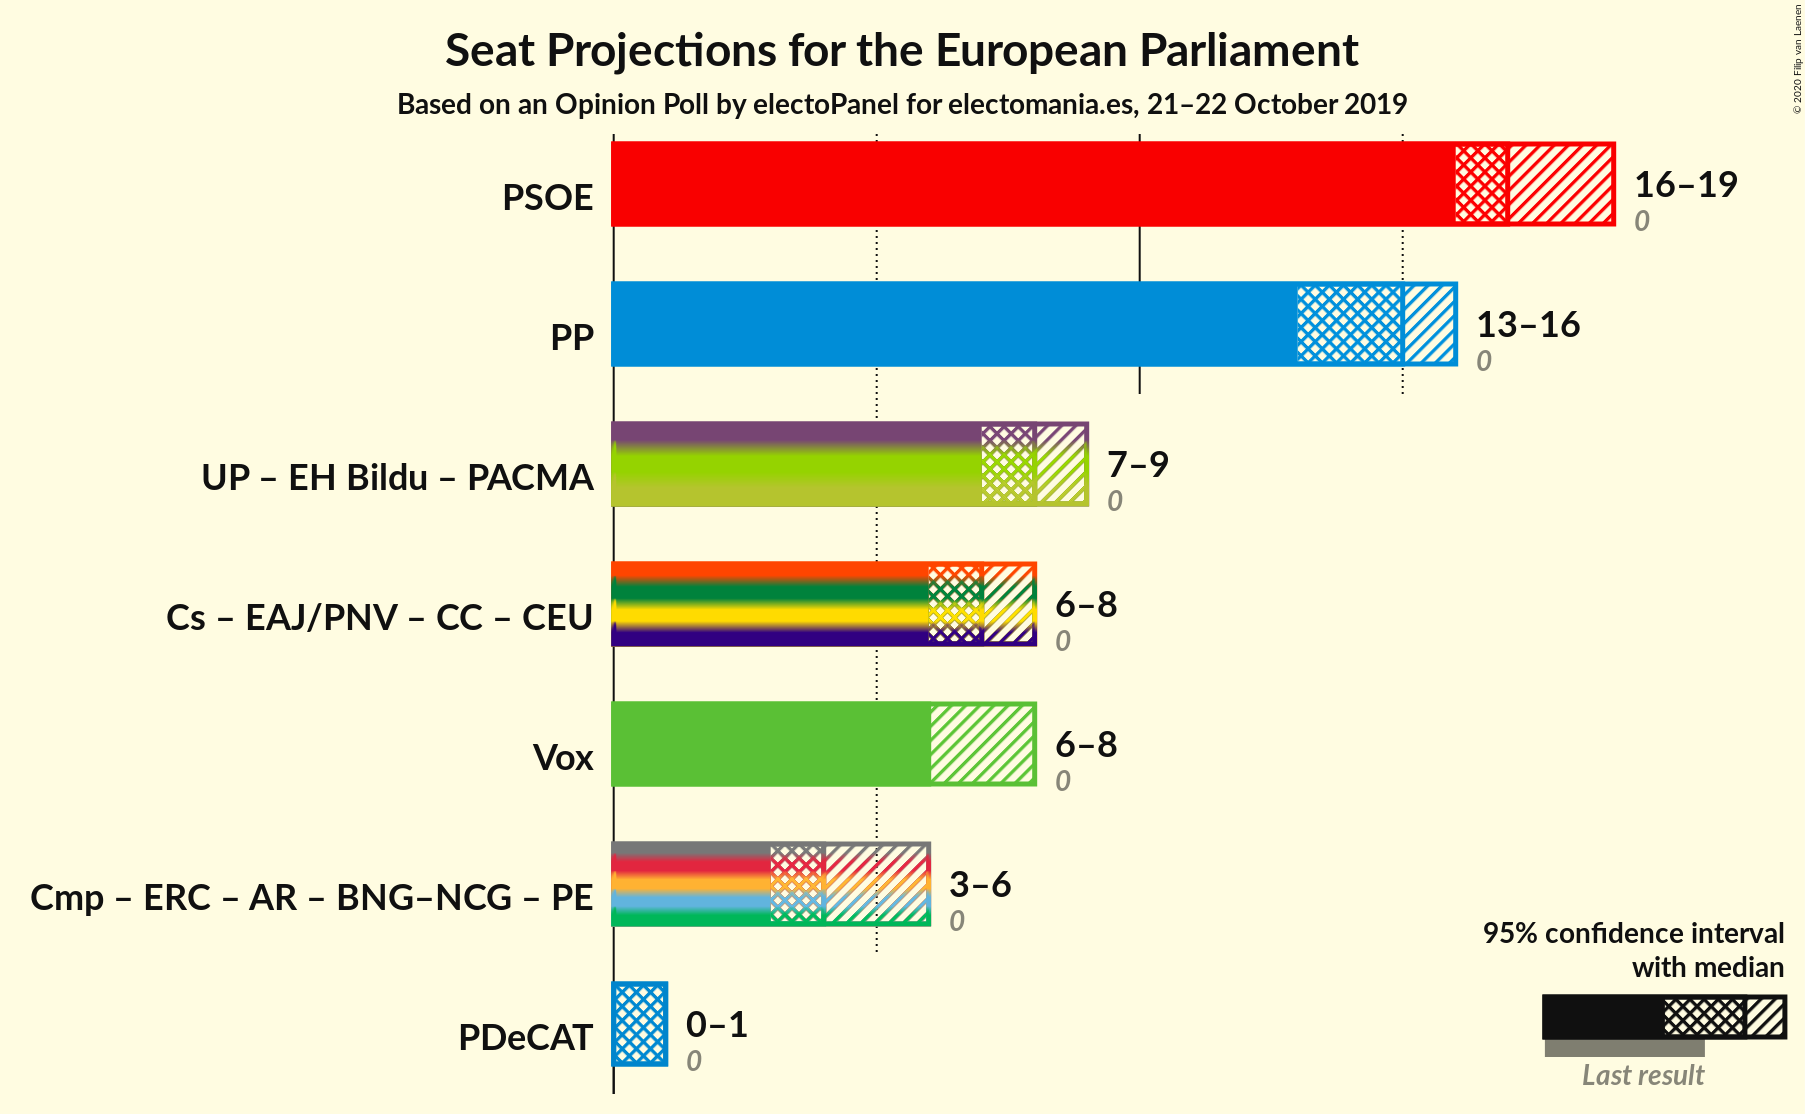 Seat Projections for the European Parliament
Based on an Opinion Poll by electoPanel for electomania.es, 21–22 October 2019
© 2020 Filip van Laenen
PSOE
16–19
0
PP
13–16
0
UP – EH Bildu – PACMA
7–9
0
Cs – EAJ/PNV – CC – CEU
6–8
0
Vox
6–8
0
Cmp – ERC – AR – BNG–NCG – PE
3–6
0
PDeCAT
0–1
0
95% confidence interval
with median
Last result